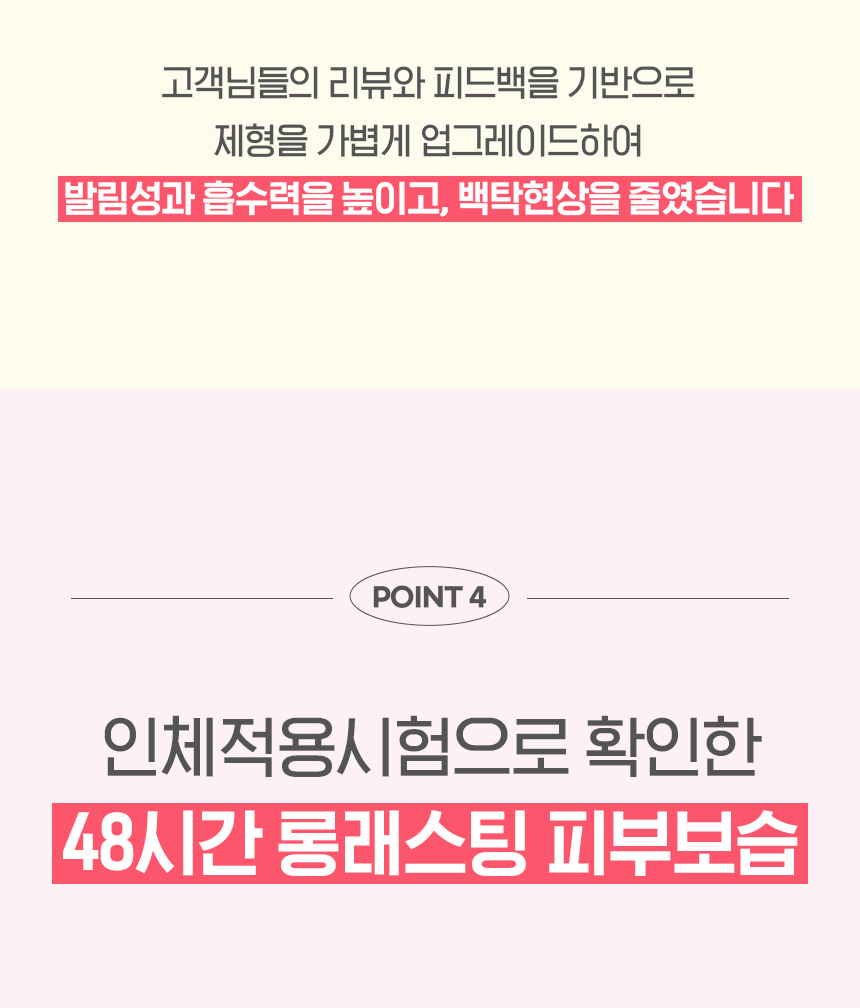 고객님들의 리뷰와 피드백을 기반으로
제형을 가볍게 업그레이드하여
발림성과 흡수력을 높이고, 백탁현상을 줄였습니다
POINT 4
인체적용시험으로 확인한
48시간 롱래스팅 피부보습